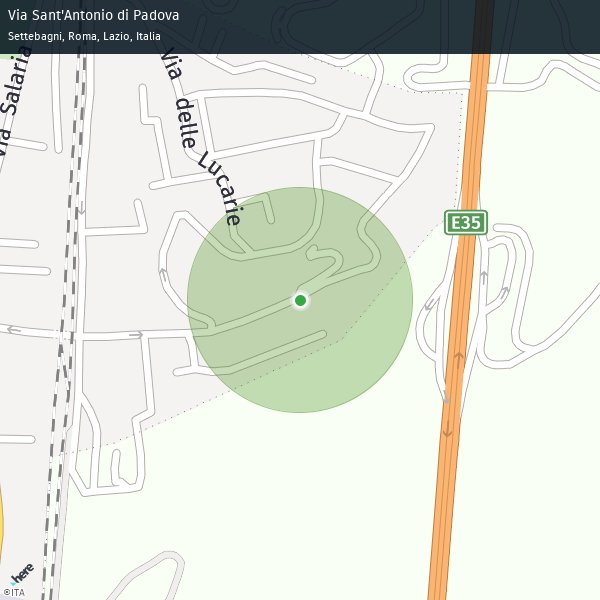 Via Sant'Antonio di Padova
Settebagni, Roma, Lazio, Italia
Via Salaria
Via delle Lucarie
E35
here
©ITA